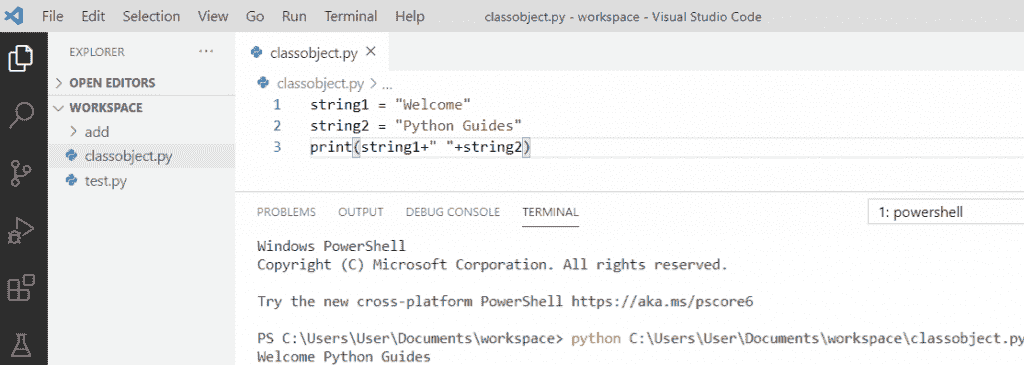 File Edit Selection View Go Run Terminal Help classobject.py - workspace - Visual Studio Code
EXPLORER ...
OPEN EDITORS
WORKSPACE
add
classobject.py
test.py
classobject.py
classobject.py > ...
1 string1 = "Welcome"
2 string2 = "Python Guides"
3 print(string1+" "+string2)
PROBLEMS OUTPUT DEBUG CONSOLE TERMINAL 1: powershell
Windows PowerShell
Copyright (C) Microsoft Corporation. All rights reserved.
Try the new cross-platform PowerShell https://aka.ms/pscore6
PS C:\Users\User\Documents\workspace> python C:\Users\User\Documents\workspace\classobject.py
Welcome Python Guides